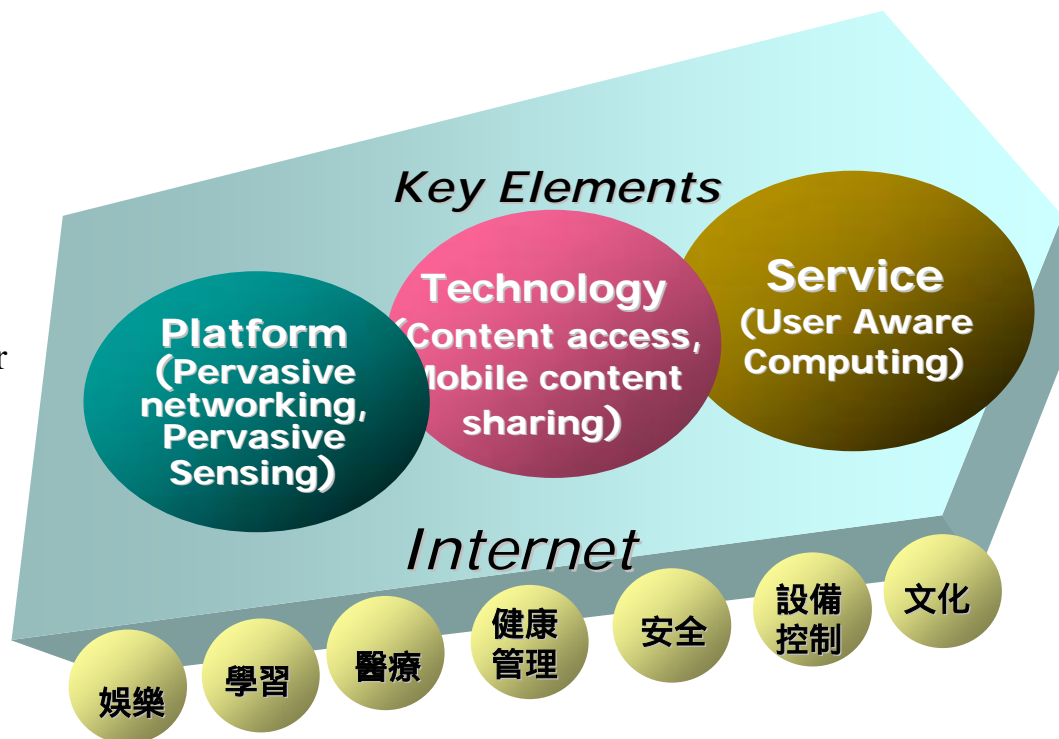 Key Elements
Platform
(Pervasive
networking,
Pervasive
Sensing)
Technology
(Content access,
Mobile content
sharing)
Service
(User Aware
Computing)
r
Internet
娛樂
學習
醫療
健康
管理
安全
設備
控制
文化